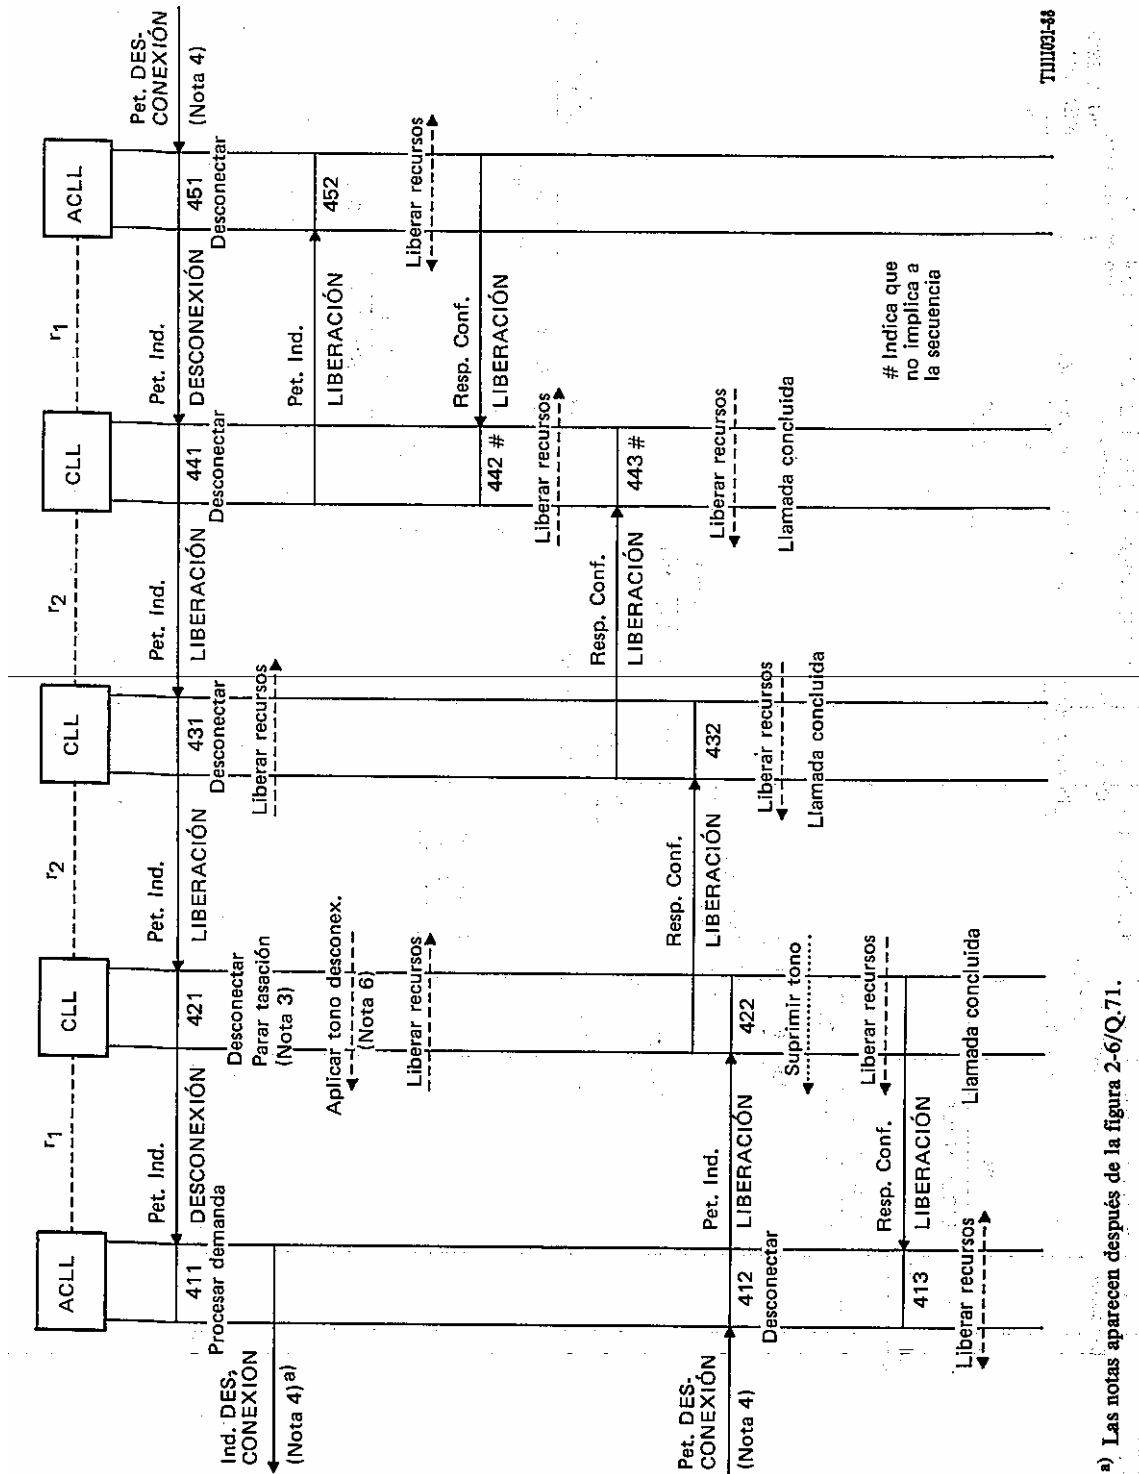 ACLL
r1
CLL
r2
CLL
r2
CLL
r1
ACLL
Pet. DES-
CONEXIÓN
(Nota 4)
Pet. Ind.
DESCONEXIÓN
Pet. Ind.
LIBERACIÓN
Pet. Ind.
LIBERACIÓN
Pet. Ind.
DESCONEXIÓN
411
Procesar demanda
421
Desconectar
Parar tasación
(Nota 3)
431
Desconectar
441
Desconectar
451
Desconectar
Ind. DES,
CONEXION
(Nota 4) a)
Aplicar tono desconex.
(Nota 6)
Liberar recursos
Liberar recursos
Pet. Ind.
LIBERACIÓN
452
Liberar recursos
Resp. Conf.
LIBERACIÓN
442 #
Liberar recursos
Resp. Conf.
LIBERACIÓN
443 #
Liberar recursos
Llamada concluida
Resp. Conf.
LIBERACIÓN
432
Liberar recursos
Llamada concluida
Pet. DES-
CONEXIÓN
(Nota 4)
412
Desconectar
Pet. Ind.
LIBERACIÓN
422
Suprimir tono
Liberar recursos
Resp. Conf.
LIBERACIÓN
Llamada concluida
413
Liberar recursos
# Indica que
no implica a
la secuencia
T1111031-88
a) Las notas aparecen después de la figura 2-6/Q.71.